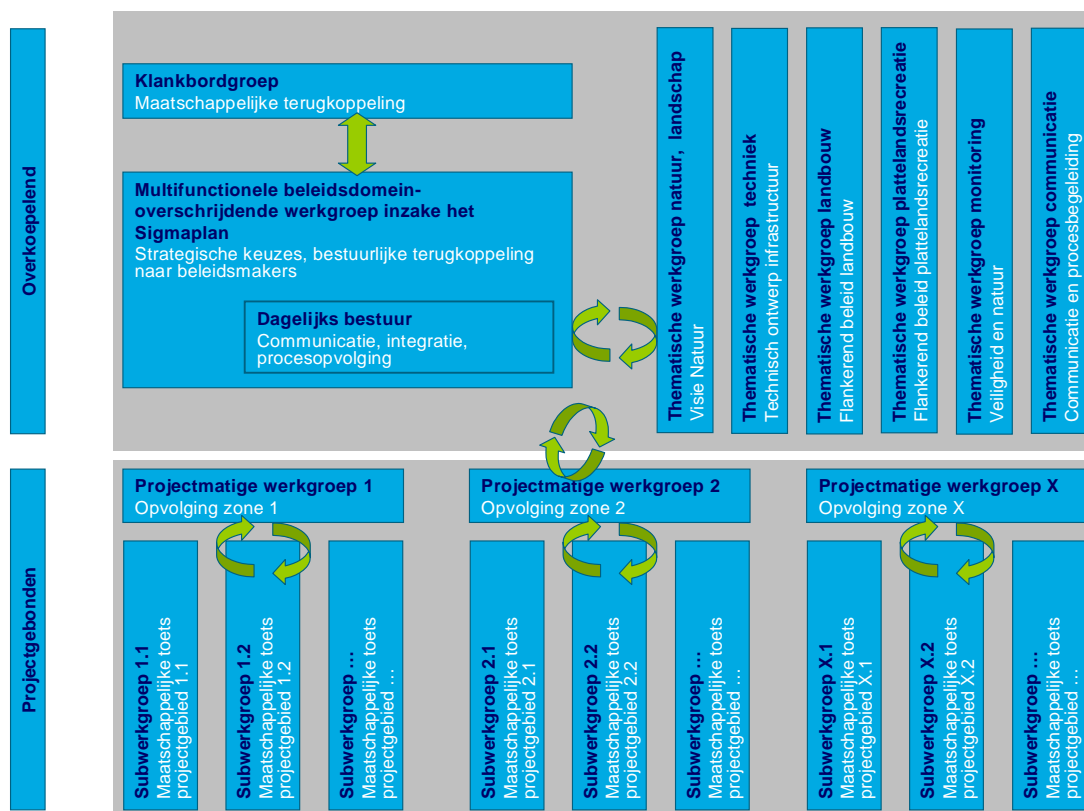 Overkoepelend
Klankbordgroep
Maatschappelijke terugkoppeling
Multifunctionele beleidsdomein-
overschrijdende werkgroep inzake het
Sigmaplan
Strategische keuzes, bestuurlijke terugkoppeling
naar beleidsmakers
Dagelijks bestuur
Communicatie, integratie,
procesopvolging
Thematische werkgroep natuur, landschap
Visie Natuur
Thematische werkgroep techniek
Technisch ontwerp infrastructuur
Thematische werkgroep landbouw
Flankerend beleid landbouw
Thematische werkgroep plattelandsrecreatie
Flankerend beleid plattelandsrecreatie
Thematische werkgroep monitoring
Veiligheid en natuur
Thematische werkgroep communicatie
Communicatie en procesbegeleiding
Projectgebonden
Projectmatige werkgroep 1
Opvolging zone 1
Subwerkgroep 1.1
Maatschappelijke toets
projectgebied 1.1
Subwerkgroep 1.2
Maatschappelijke toets
projectgebied 1.2
Subwerkgroep …
Maatschappelijke toets
projectgebied …
Projectmatige werkgroep 2
Opvolging zone 2
Subwerkgroep 2.1
Maatschappelijke toets
projectgebied 2.1
Subwerkgroep 2.2
Maatschappelijke toets
projectgebied 2.2
Subwerkgroep …
Maatschappelijke toets
projectgebied …
Projectmatige werkgroep X
Opvolging zone X
Subwerkgroep X.1
Maatschappelijke toets
projectgebied X.1
Subwerkgroep X.2
Maatschappelijke toets
projectgebied X.2
Subwerkgroep …
Maatschappelijke toets
projectgebied …